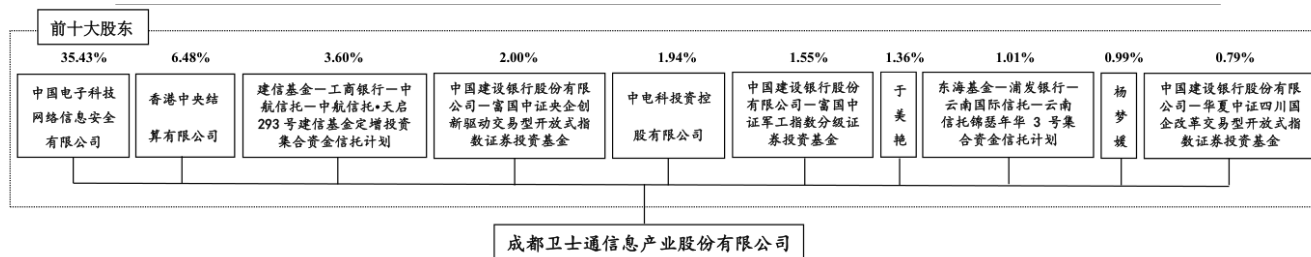 前十大股东
35.43%
6.48%
3.60%
2.00%
1.94%
1.55%
1.36%
1.01%
0.99%
0.79%
中国电子科技
网络信息安全
有限公司
香港中央结
算有限公司
建信基金－工商银行－中
航信托－中航信托•天启
293 号建信基金定增投资
集合资金信托计划
中国建设银行股份有限
公司－富国中证央企创
新驱动交易型开放式指
数证券投资基金
中电科投资控
股有限公司
中国建设银行股份
有限公司－富国中
证军工指数分级证
券投资基金
于
美
艳
东海基金－浦发银行－
云南国际信托－云南
信托锦瑟年华 3 号集
合资金信托计划
杨
梦
媛
中国建设银行股份有限
公司－华夏中证四川国
企改革交易型开放式指
数证券投资基金
成都卫士通信息产业股份有限公司